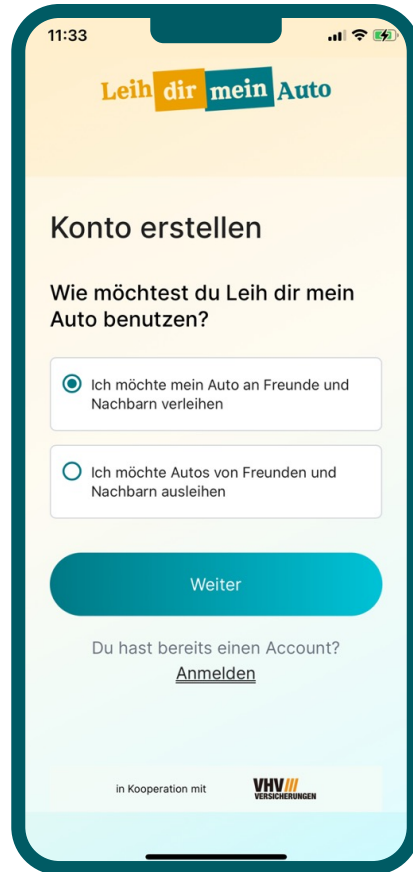 11:33
Leih dir mein Auto
Konto erstellen
Wie möchtest du Leih dir mein
Auto benutzen?
Ich möchte mein Auto an Freunde und
Nachbarn verleihen
Ich möchte Autos von Freunden und
Nachbarn ausleihen
Weiter
Du hast bereits einen Account?
Anmelden
in Kooperation mit VHV
VERSICHERUNGEN